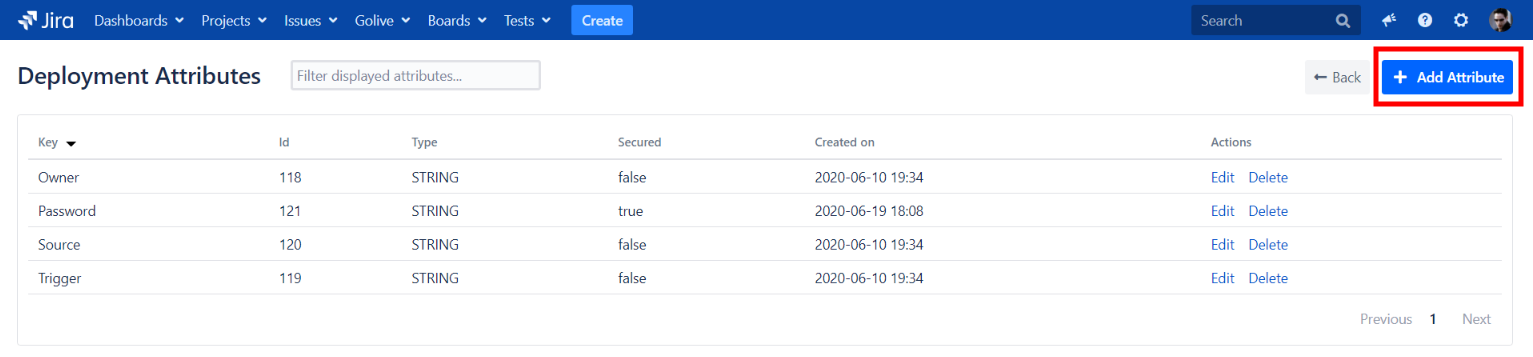 Jira Dashboards Projects Issues Golive Boards Tests Create Search
Deployment Attributes Filter displayed attributes... Back Add Attribute
Key Id Type Secured Created on Actions
Owner 118 STRING false 2020-06-10 19:34 Edit Delete
Password 121 STRING true 2020-06-19 18:08 Edit Delete
Source 120 STRING false 2020-06-10 19:34 Edit Delete
Trigger 119 STRING false 2020-06-10 19:34 Edit Delete
Previous 1 Next